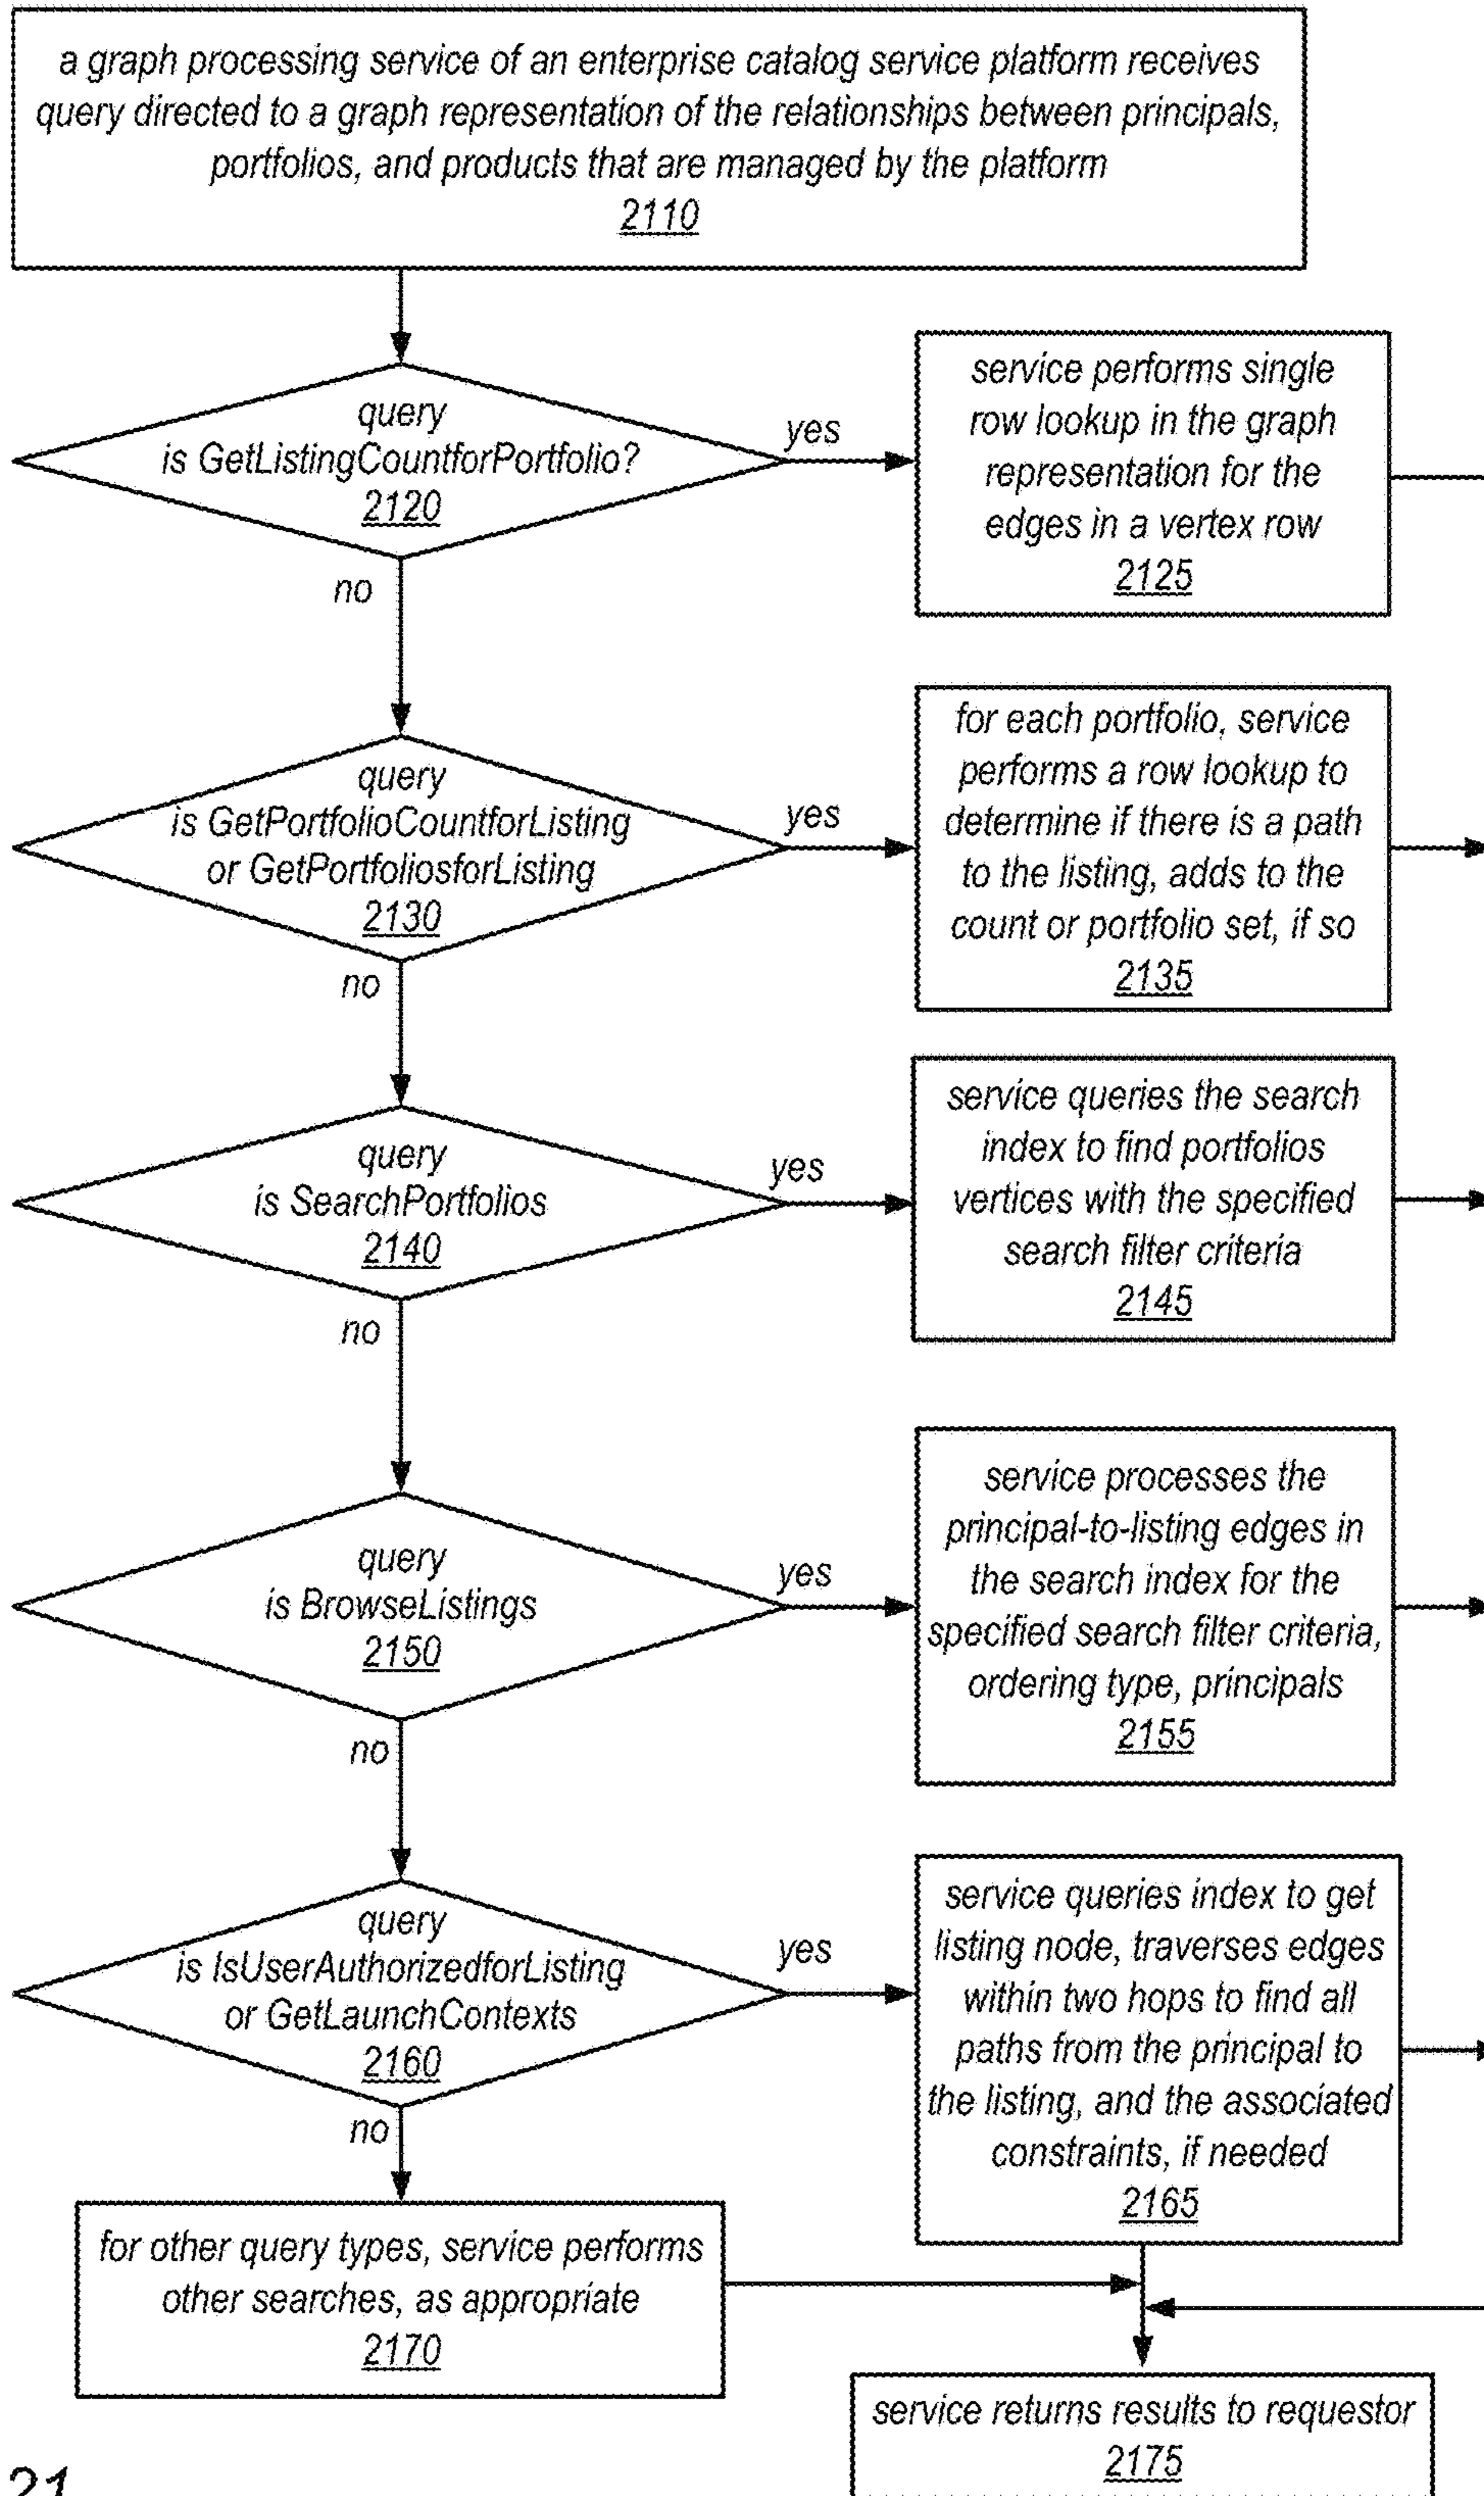 a graph processing service of an enterprise catalog service platform receives
query directed to a graph representation of the relationships between principals,
portfolios, and products that are managed by the platform
2110
query
is GetListingCountforPortfolio?
2120
yes
service performs single
row lookup in the graph
representation for the
edges in a vertex row
2125
no
query
is GetPortfolioCountforListing
or GetPortfoliosforListing
2130
yes
for each portfolio, service
performs a row lookup to
determine if there is a path
to the listing, adds to the
count or portfolio set, if so
2135
no
query
is SearchPortfolios
2140
yes
service queries the search
index to find portfolios
vertices with the specified
search filter criteria
2145
no
query
is BrowseListings
2150
yes
service processes the
principal-to-listing edges in
the search index for the
specified search filter criteria,
ordering type, principals
2155
no
query
is IsUserAuthorizedforListing
or GetLaunchContexts
2160
yes
service queries index to get
listing node, traverses edges
within two hops to find all
paths from the principal to
the listing, and the associated
constraints, if needed
2165
no
for other query types, service performs
other searches, as appropriate
2170
service returns results to requestor
2175
21